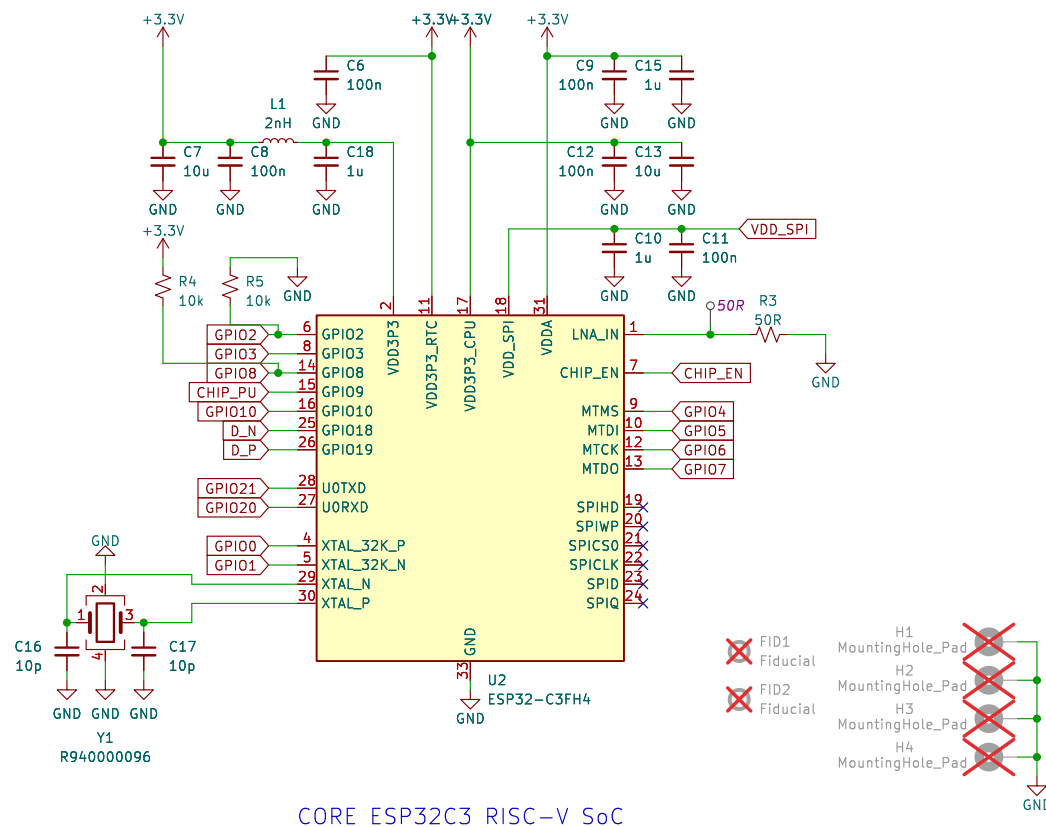 +3.3V
+3.3V
+3.3V
+3.3V
C6
100n
GND
C9
100n
GND
C15
1u
GND
L1
2nH
C7
10u
GND
C8
100n
GND
C18
1u
GND
C12
100n
GND
C13
10u
GND
+3.3V
R4
10k
R5
10k
GND
C10
1u
GND
C11
100n
GND
VDD_SPI
2
11
17
18
31
VDD3P3
VDD3P3_RTC
VDD3P3_CPU
VDD_SPI
VDDA
GPIO2 6 GPIO2
GPIO3 8 GPIO3
GPIO8 14 GPIO8
CHIP_PU 15 GPIO9
GPIO10 16 GPIO10
D_N 25 GPIO18
D_P 26 GPIO19
GPIO21 28 U0TXD
GPIO20 27 U0RXD
GPIO0 4 XTAL_32K_P
GPIO1 5 XTAL_32K_N
29 XTAL_N
30 XTAL_P
LNA_IN 1
50R
R3
50R
GND
CHIP_EN 7 CHIP_EN
MTMS 9 GPIO4
MTDI 10 GPIO5
MTCK 12 GPIO6
MTDO 13 GPIO7
SPIHD 19
SPIWP 20
SPICS0 21
SPICLK 22
SPID 23
SPIQ 24
GND
33
GND
U2
ESP32-C3FH4
GND
2
1
3
4
C16
10p
GND
GND
C17
10p
GND
Y1
R940000096
FID1
Fiducial
FID2
Fiducial
H1
MountingHole_Pad
H2
MountingHole_Pad
H3
MountingHole_Pad
H4
MountingHole_Pad
GND
CORE ESP32C3 RISC-V SoC